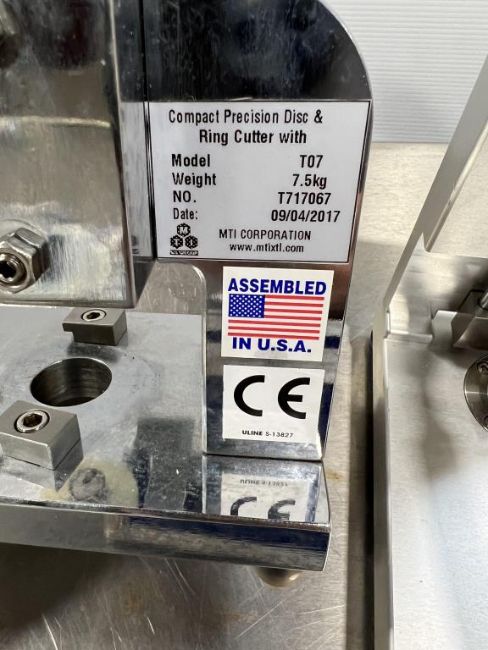 Compact Precision Disc &
Ring Cutter with
Model T07
Weight 7.5kg
NO. T717067
Date: 09/04/2017
M
T I
MTI CORPORATION
www.mtixtl.com
ASSEMBLED
IN U.S.A.
CE
ULINE S-13827
CE